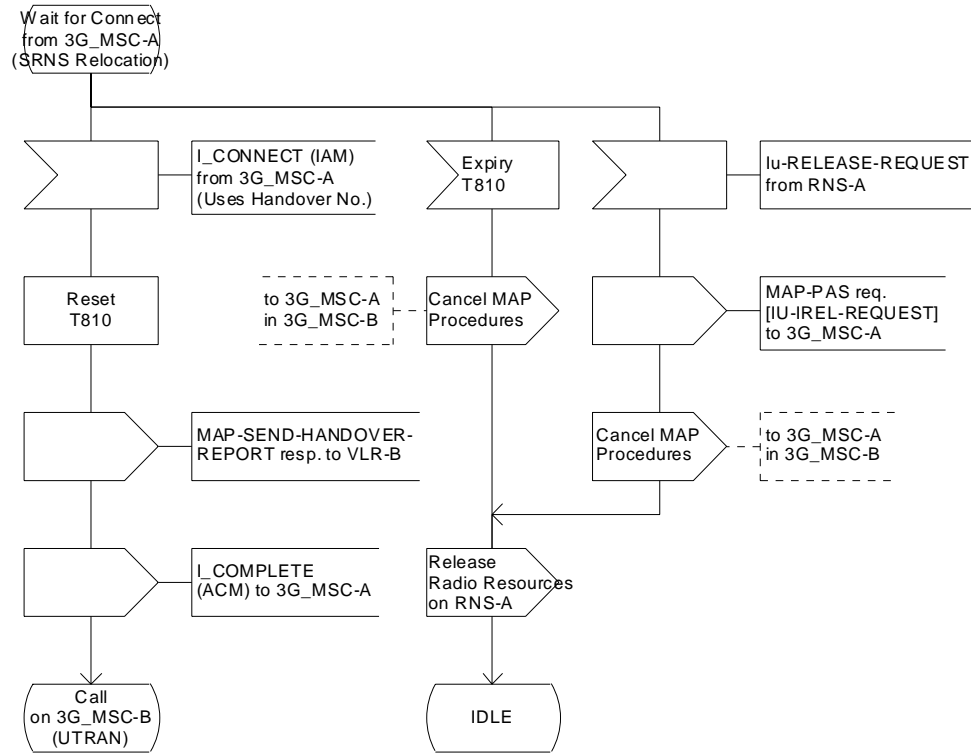 Wait for Connect
from 3G_MSC-A
(SRNS Relocation)
I_CONNECT (IAM)
from 3G_MSC-A
(Uses Handover No.)
Expiry
T810
Iu-RELEASE-REQUEST
from RNS-A
Reset
T810
to 3G_MSC-A
in 3G_MSC-B
Cancel MAP
Procedures
MAP-PAS req.
[IU-IREL-REQUEST]
to 3G_MSC-A
MAP-SEND-HANDOVER-
REPORT resp. to VLR-B
Cancel MAP
Procedures
to 3G_MSC-A
in 3G_MSC-B
I_COMPLETE
(ACM) to 3G_MSC-A
Release
Radio Resources
on RNS-A
Call
on 3G_MSC-B
(UTRAN)
IDLE